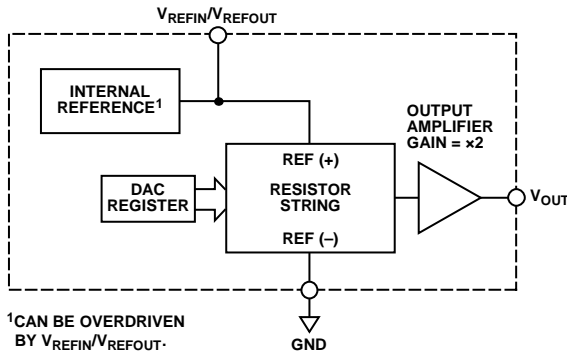 VREFIN/VREFOUT
INTERNAL
REFERENCE1
OUTPUT
AMPLIFIER
GAIN = ×2
REF (+)
DAC
REGISTER
RESISTOR
STRING
VOUT
REF (–)
1CAN BE OVERDRIVEN
BY VREFIN/VREFOUT.
GND